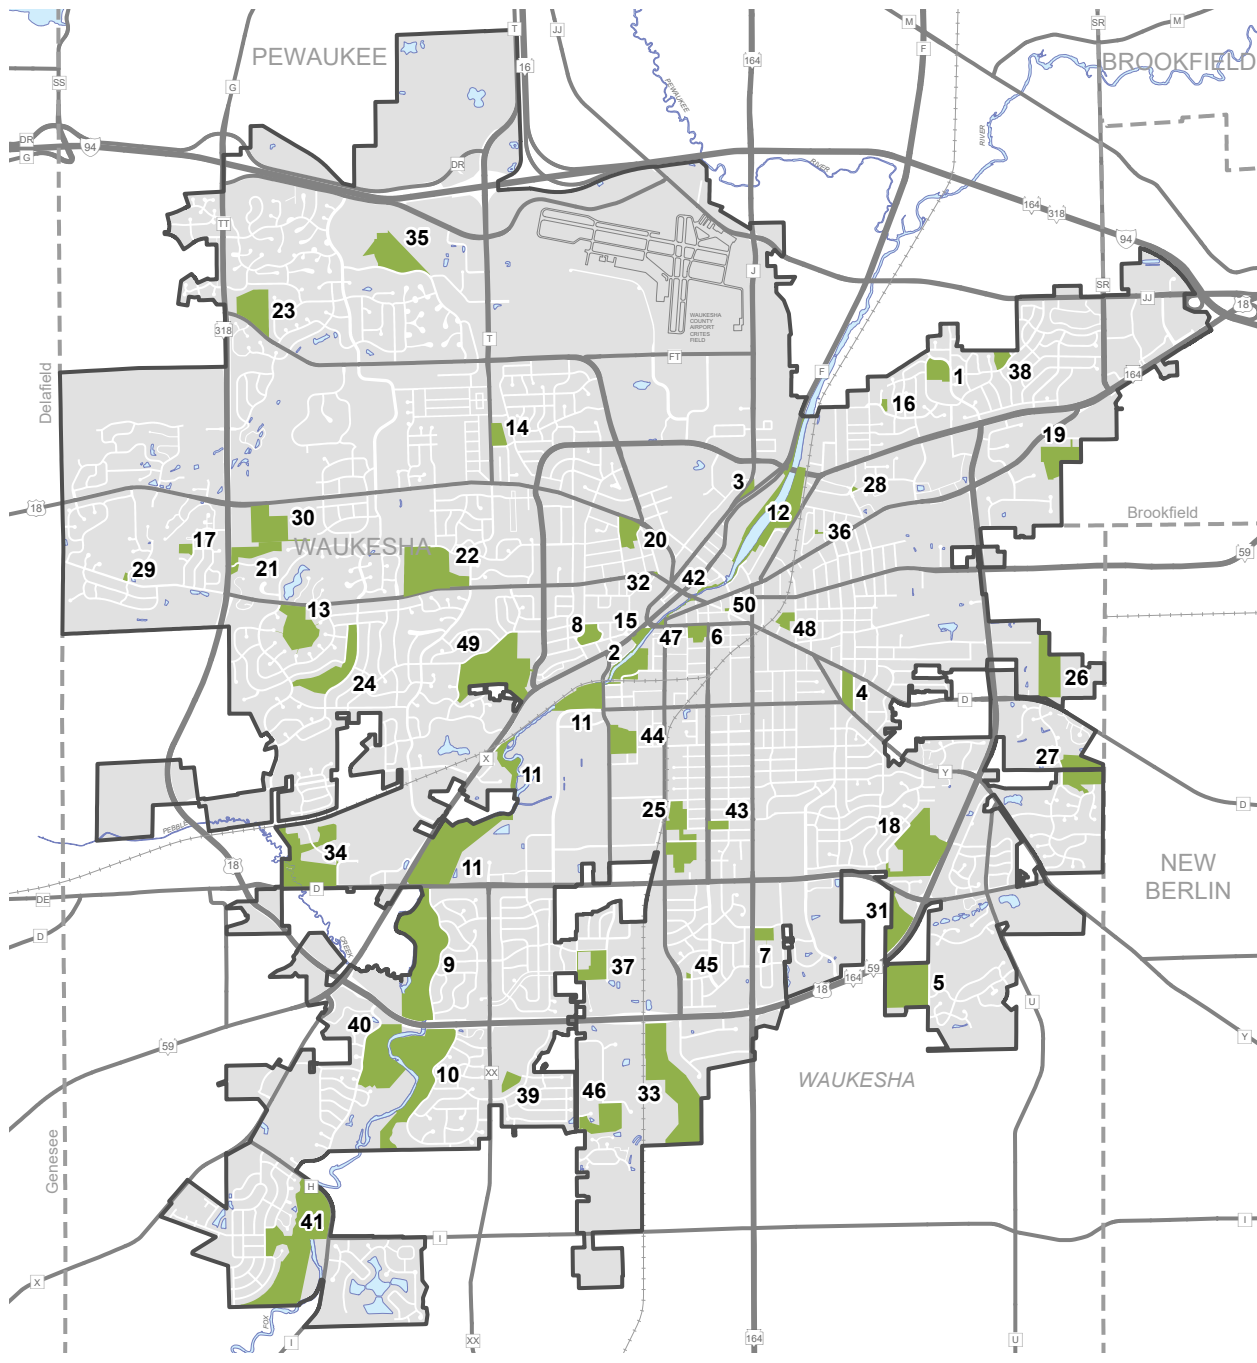 M
M
T
JJ
164
F
SR
PEWAUKEE
BROOKFIELD
16
SS
G
PEWAUKEE
RIVER
DR
G
94
DR
RIVER
164
318
94
TT
35
J
SR
JJ
18
23
WAUKESHA
COUNTY
AIRPORT
CRITES
FIELD
318
T
FT
F
1
38
164
Delafield
16
14
19
3
28
18
30
12
Brookfield
17
WAUKESHA
20
36
59
29
21
22
32
42
13
15
50
8
47
6
48
49
2
24
26
4
D
11
44
X
11
27
Y
D
PEBBLE
25
43
18
34
18
11
NEW
BERLIN
D
DE
D
31
CREEK
9
37
45
7
59
164
18
5
U
40
59
10
XX
39
46
33
WAUKESHA
Y
Genesee
H
41
I
I
X
FOX
I
XX
164
U